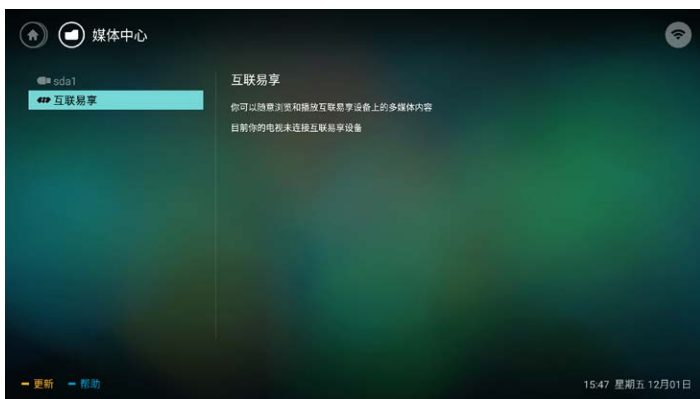 媒体中心
sda1
互联易享
互联易享
你可以随意浏览和播放互联易享设备上的多媒体内容
目前你的电视未连接互联易享设备
更新 帮助
15:47 星期五 12月01日